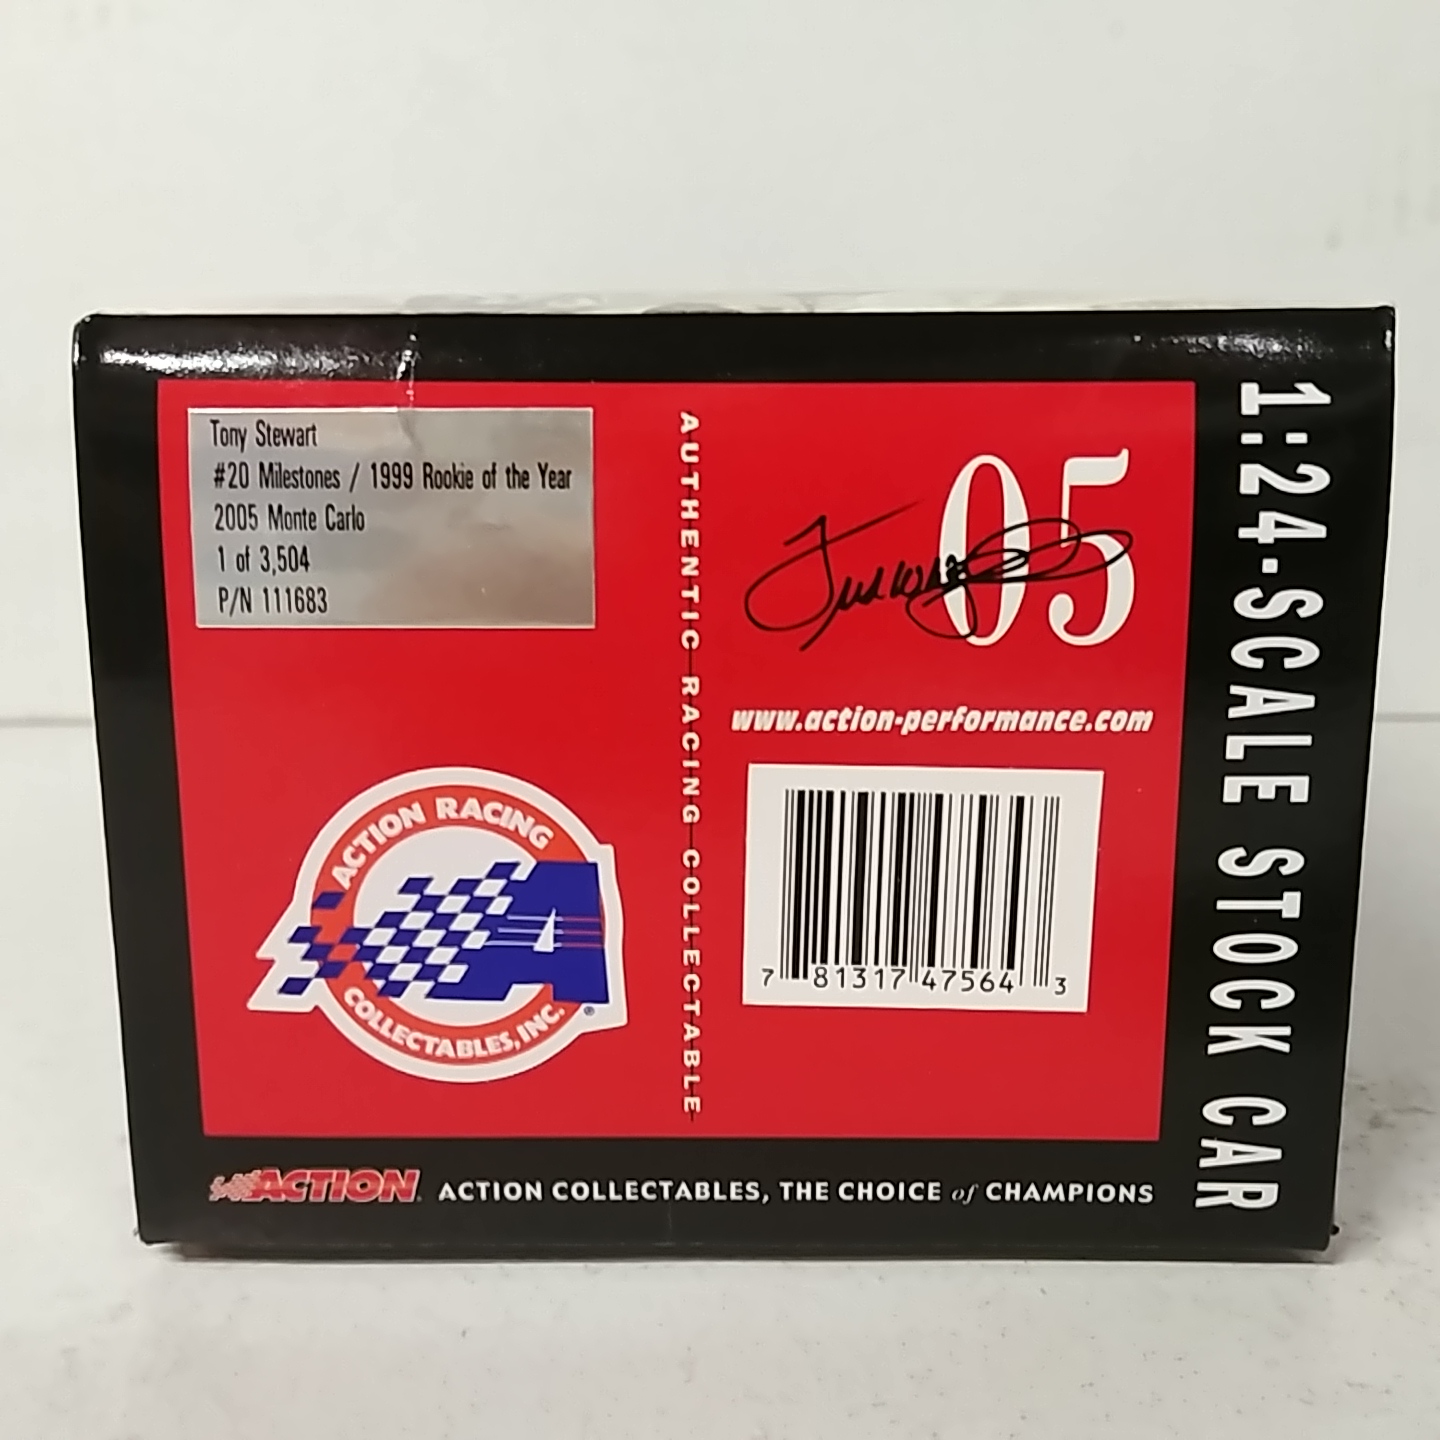 Tony Stewart
#20 Milestones / 1999 Rookie of the Year
2005 Monte Carlo
1 of 3,504
P/N 111683
AUTHENTIC RACING COLLECTABLE
05
www.action-performance.com
7 81317 47564 3
ACTION RACING
COLLECTABLES, INC.®
1:24-SCALE STOCK CAR
ACTION. ACTION COLLECTABLES, THE CHOICE of CHAMPIONS